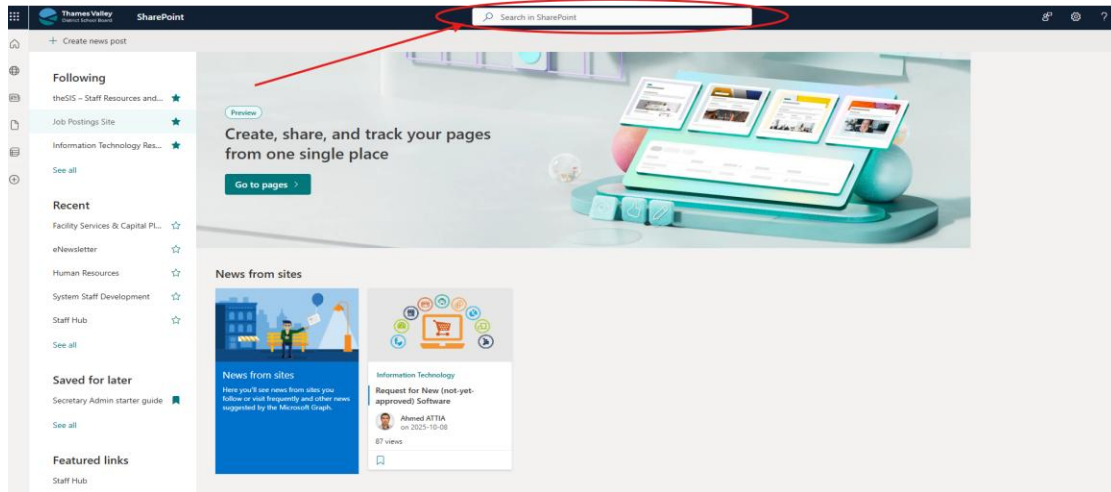 Thames Valley
District School Board
SharePoint
Search in SharePoint
?
+ Create news post
Following
theSIS – Staff Resources and...
Job Postings Site
Information Technology Res...
See all
Recent
Facility Services & Capital Pl...
eNewsletter
Human Resources
System Staff Development
Staff Hub
See all
Saved for later
Secretary Admin starter guide
See all
Featured links
Staff Hub
Preview
Create, share, and track your pages
from one single place
Go to pages >
News from sites
News from sites
Here you'll see news from sites you
follow or visit frequently and other news
suggested by the Microsoft Graph.
Information Technology
Request for New (not-yet-
approved) Software
Ahmed ATTIA
on 2025-10-08
87 views